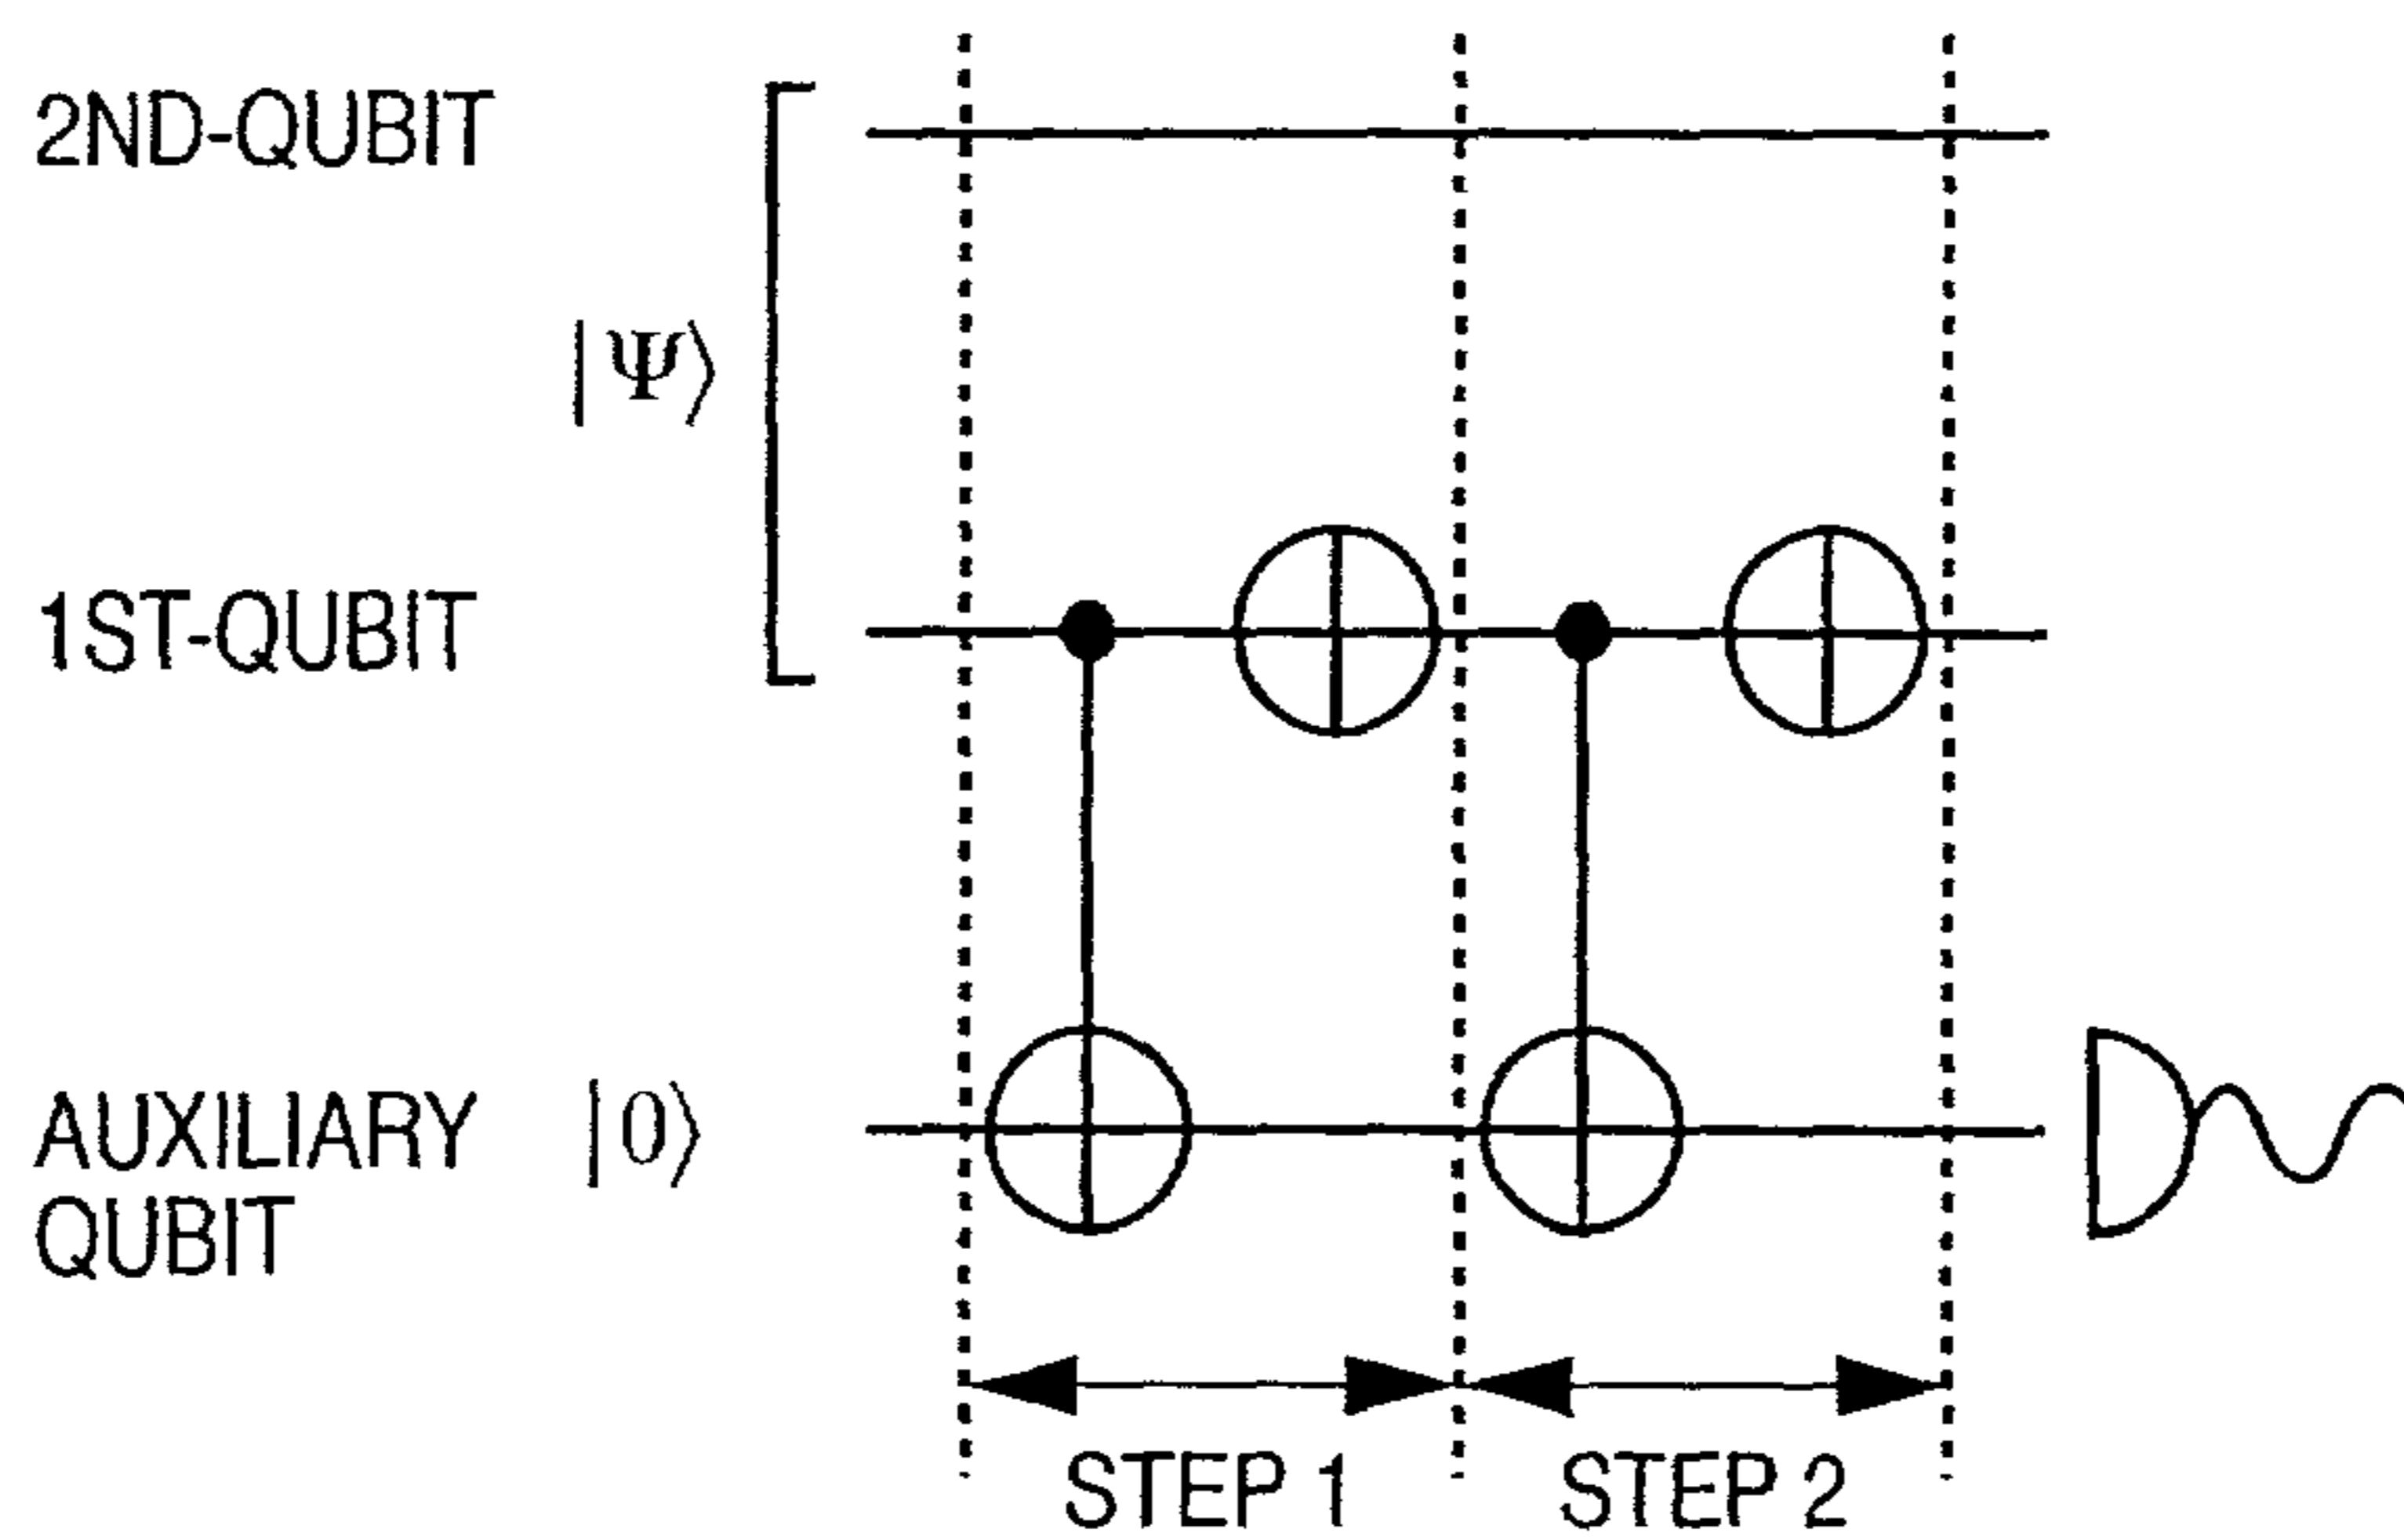 2ND-QUBIT
|Ψ⟩
1ST-QUBIT
AUXILIARY |0⟩
QUBIT
STEP 1 STEP 2